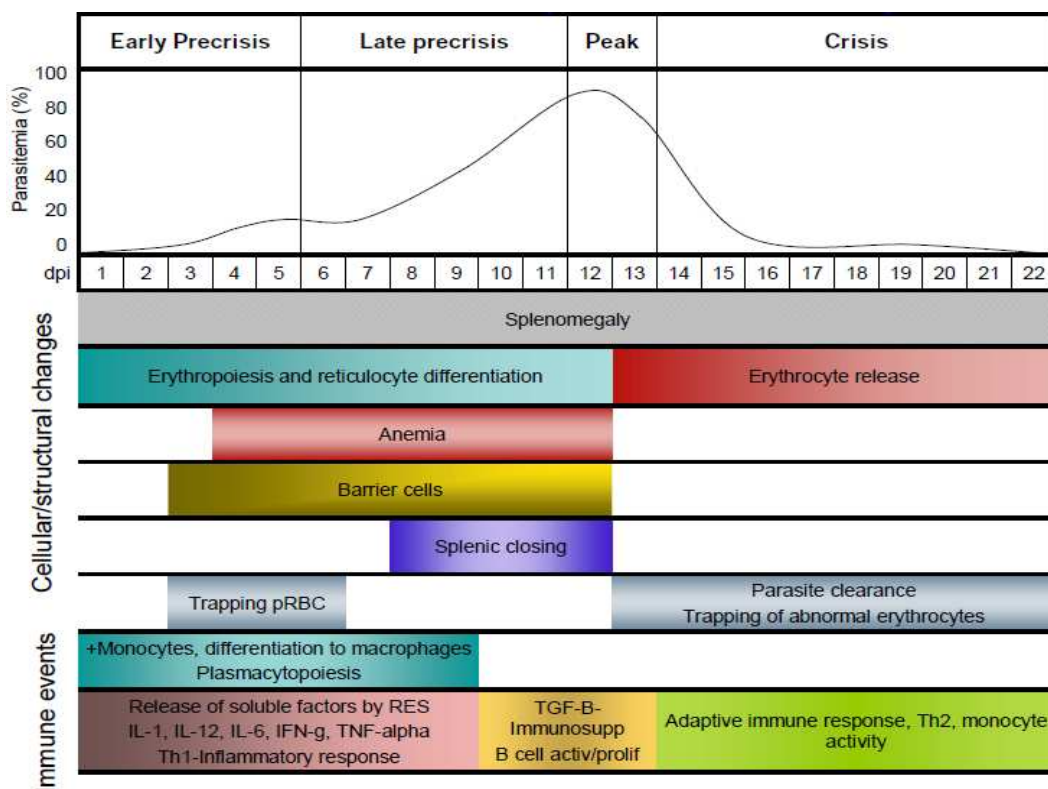 Early Precrisis
Late precrisis
Peak
Crisis
Parasitemia (%)
100
80
60
40
20
0
dpi 1 2 3 4 5 6 7 8 9 10 11 12 13 14 15 16 17 18 19 20 21 22
Cellular/structural changes
Splenomegaly
Erythropoiesis and reticulocyte differentiation
Erythrocyte release
Anemia
Barrier cells
Splenic closing
Trapping pRBC
Parasite clearance
Trapping of abnormal erythrocytes
mmune events
+Monocytes, differentiation to macrophages
Plasmacytopoiesis
Release of soluble factors by RES
IL-1, IL-12, IL-6, IFN-g, TNF-alpha
Th1-Inflammatory response
TGF-B-
Immunosupp
B cell activ/prolif
Adaptive immune response, Th2, monocyte
activity